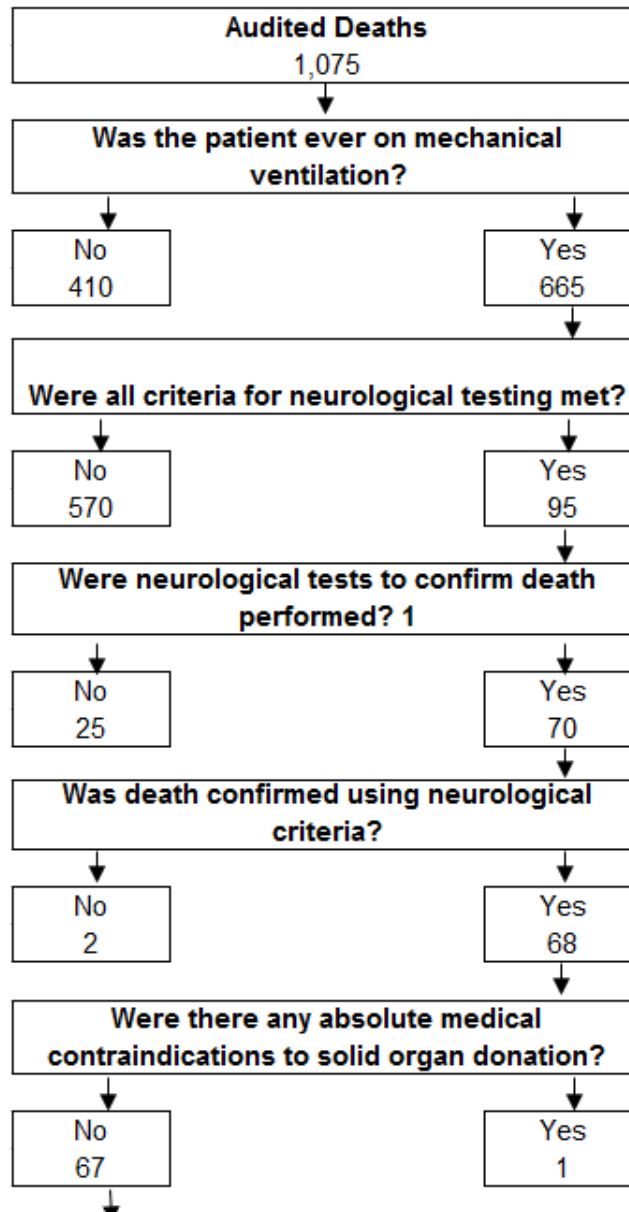 Audited Deaths
1,075
Was the patient ever on mechanical
ventilation?
No
410
Yes
665
Were all criteria for neurological testing met?
No
570
Yes
95
Were neurological tests to confirm death
performed? 1
No
25
Yes
70
Was death confirmed using neurological
criteria?
No
2
Yes
68
Were there any absolute medical
contraindications to solid organ donation?
No
67
Yes
1